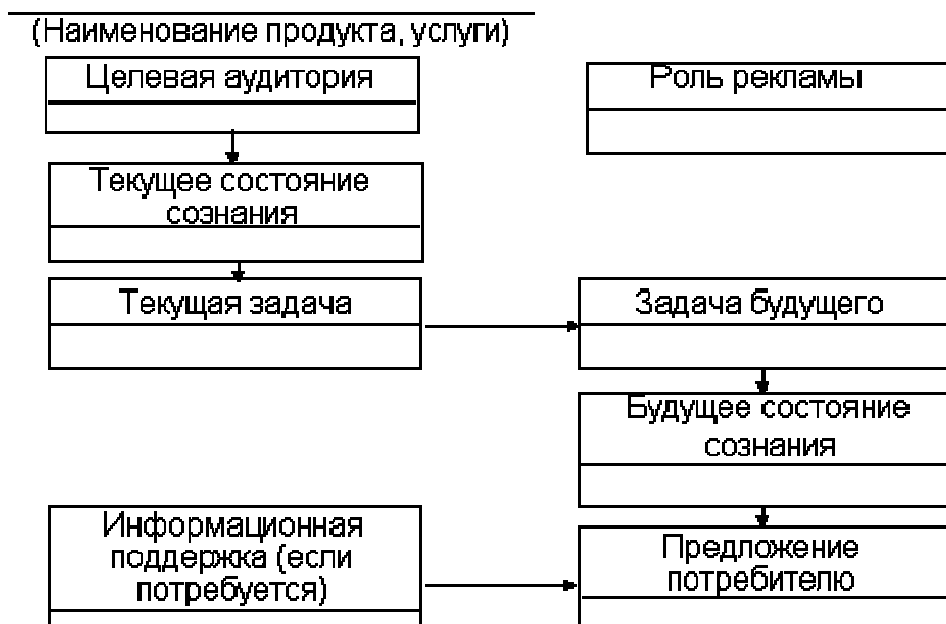 (Наименование продукта, услуги)
Целевая аудитория
Роль рекламы
Текущее состояние
сознания
Текущая задача
Задача будущего
Будущее состояние
сознания
Информационная
поддержка (если
потребуется)
Предложение
потребителю